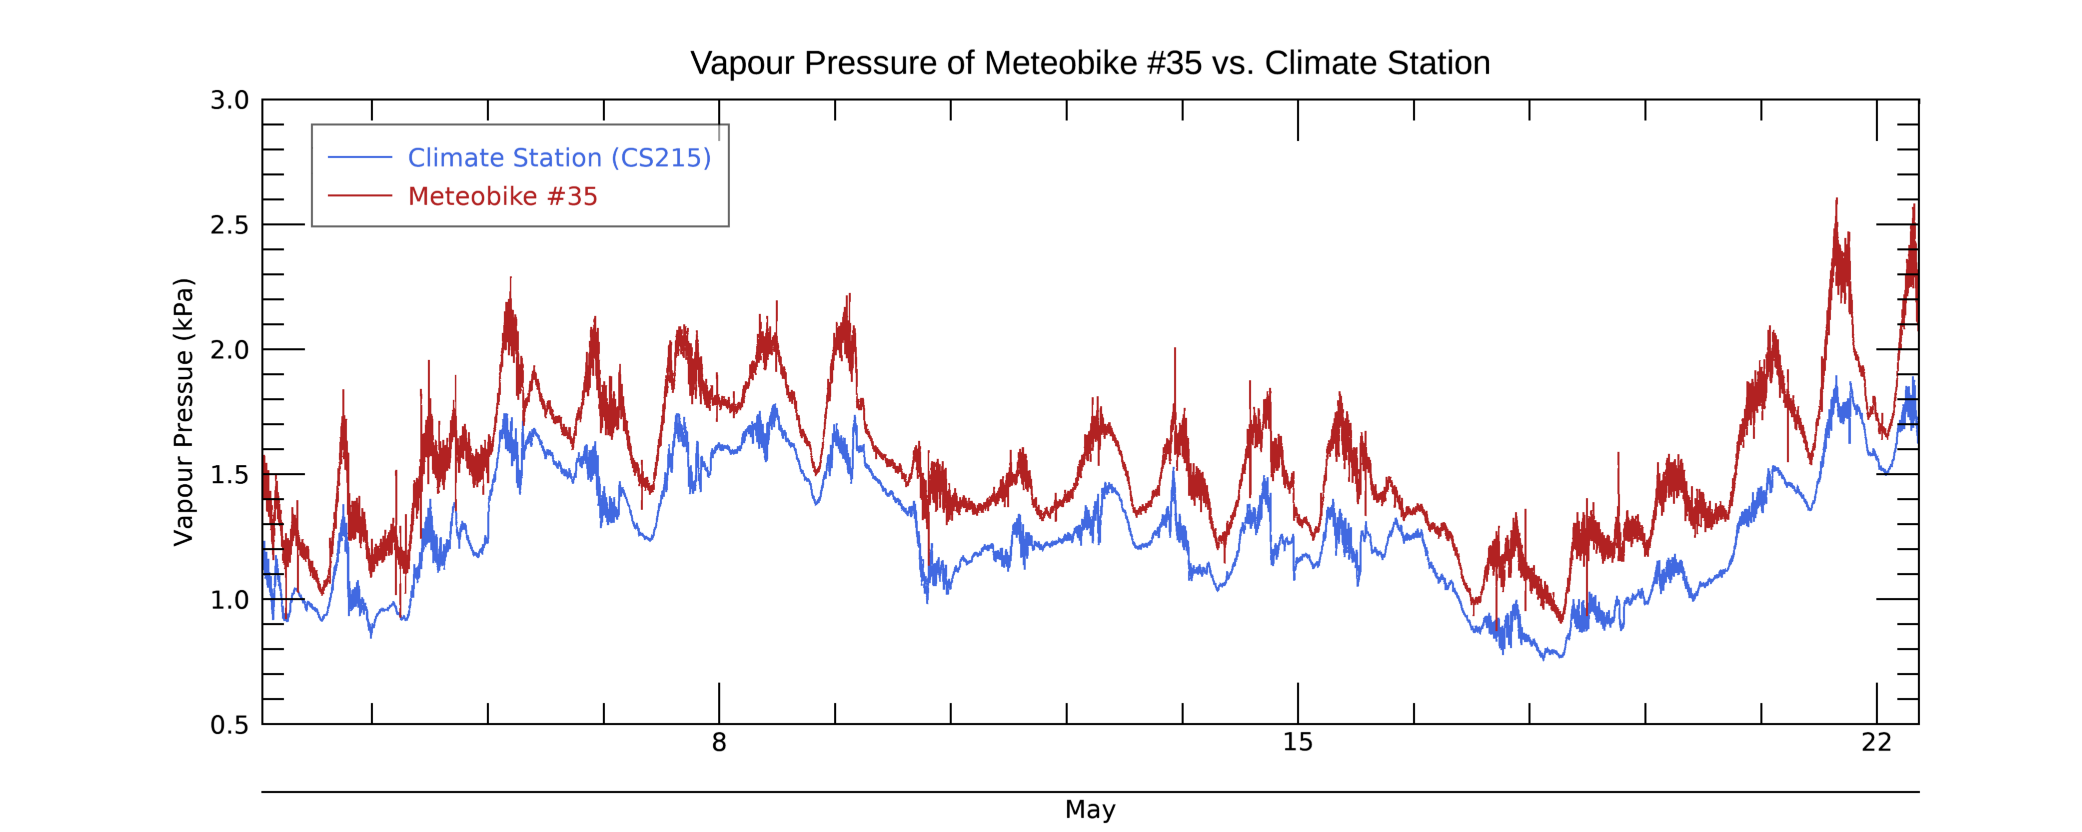 Vapour Pressure of Meteobike #35 vs. Climate Station
3.0
Climate Station (CS215)
Meteobike #35
2.5
2.0
1.5
1.0
0.5
Vapour Pressue (kPa)
8
15
22
May